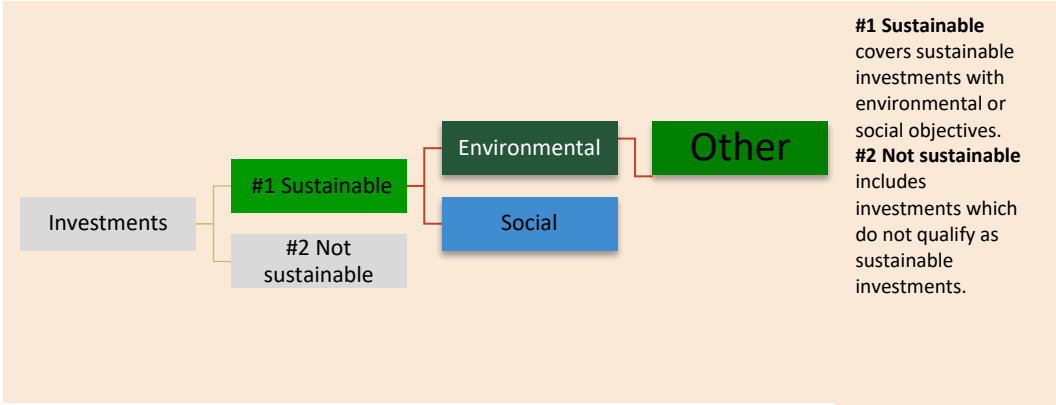 Investments
#1 Sustainable
#2 Not
sustainable
Environmental
Social
Other
#1 Sustainable
covers sustainable
investments with
environmental or
social objectives.
#2 Not sustainable
includes
investments which
do not qualify as
sustainable
investments.